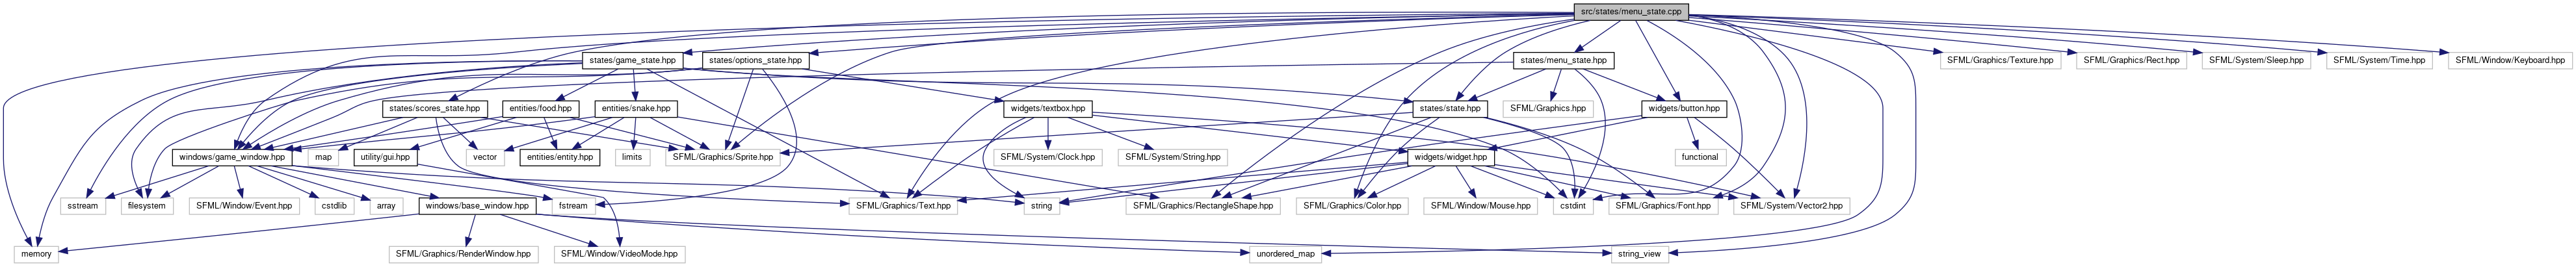 src/states/menu_state.cpp
states/game_state.hpp
states/options_state.hpp
states/menu_state.hpp
SFML/Graphics/Texture.hpp
SFML/Graphics/Rect.hpp
SFML/System/Sleep.hpp
SFML/System/Time.hpp
SFML/Window/Keyboard.hpp
states/scores_state.hpp
entities/food.hpp
entities/snake.hpp
widgets/textbox.hpp
states/state.hpp
SFML/Graphics.hpp
widgets/button.hpp
windows/game_window.hpp
map
utility/gui.hpp
vector
entities/entity.hpp
limits
SFML/Graphics/Sprite.hpp
SFML/System/Clock.hpp
SFML/System/String.hpp
widgets/widget.hpp
functional
sstream
filesystem
SFML/Window/Event.hpp
cstdlib
array
windows/base_window.hpp
fstream
SFML/Graphics/Text.hpp
string
SFML/Graphics/RectangleShape.hpp
SFML/Graphics/Color.hpp
SFML/Window/Mouse.hpp
cstdint
SFML/Graphics/Font.hpp
SFML/System/Vector2.hpp
memory
SFML/Graphics/RenderWindow.hpp
SFML/Window/VideoMode.hpp
unordered_map
string_view